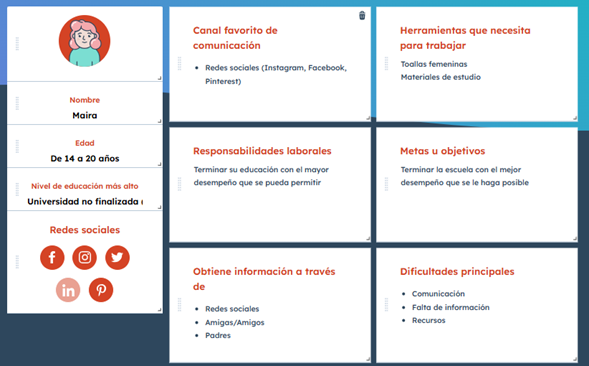 Nombre
Maira
Edad
De 14 a 20 años
Nivel de educación más alto
Universidad no finalizada
Redes sociales
Canal favorito de
comunicación
Redes sociales (Instagram, Facebook,
Pinterest)
Herramientas que necesita
para trabajar
Toallas femeninas
Materiales de estudio
Responsabilidades laborales
Terminar su educación con el mayor
desempeño que se pueda permitir
Metas u objetivos
Terminar la escuela con el mejor
desempeño que se le haga posible
Obtiene información a través
de
Redes sociales
Amigas/Amigos
Padres
Dificultades principales
Comunicación
Falta de información
Recursos